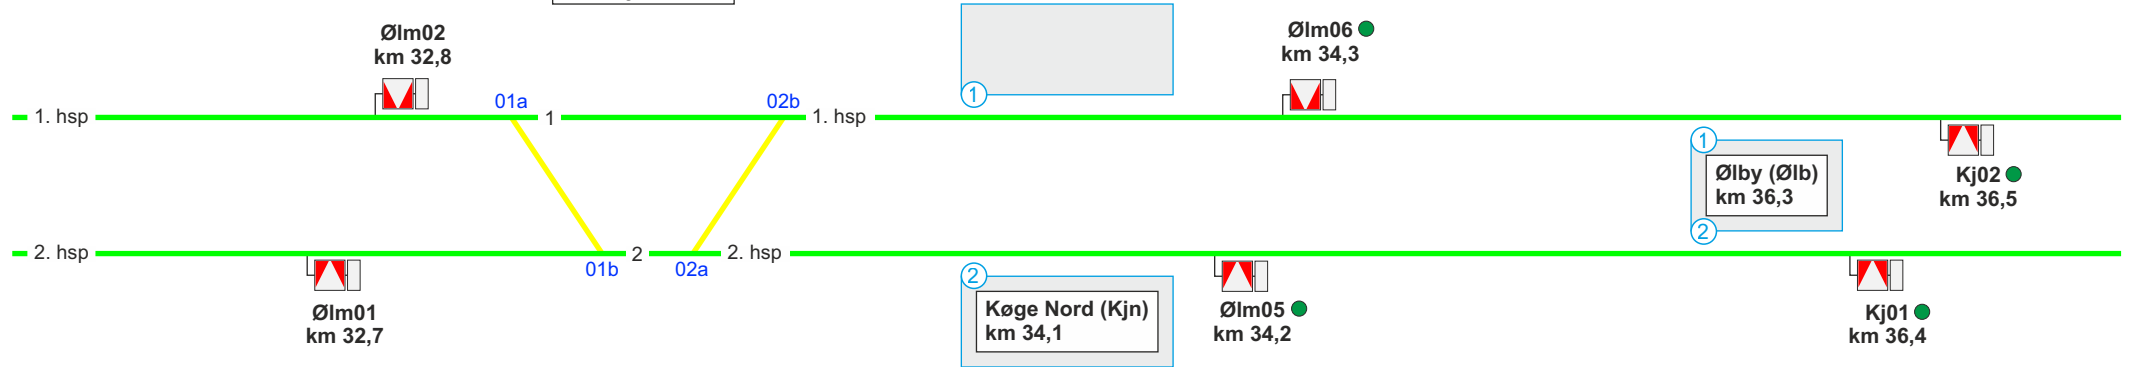 Ølm02
km 32,8
Ølm06
km 34,3
01a
02b
1
1. hsp
1
1. hsp
1
Ølby (Ølb)
km 36,3
2
Kj02
km 36,5
2. hsp
2
2. hsp
01b
02a
2
Køge Nord (Kjn)
km 34,1
Ølm01
km 32,7
Ølm05
km 34,2
Kj01
km 36,4